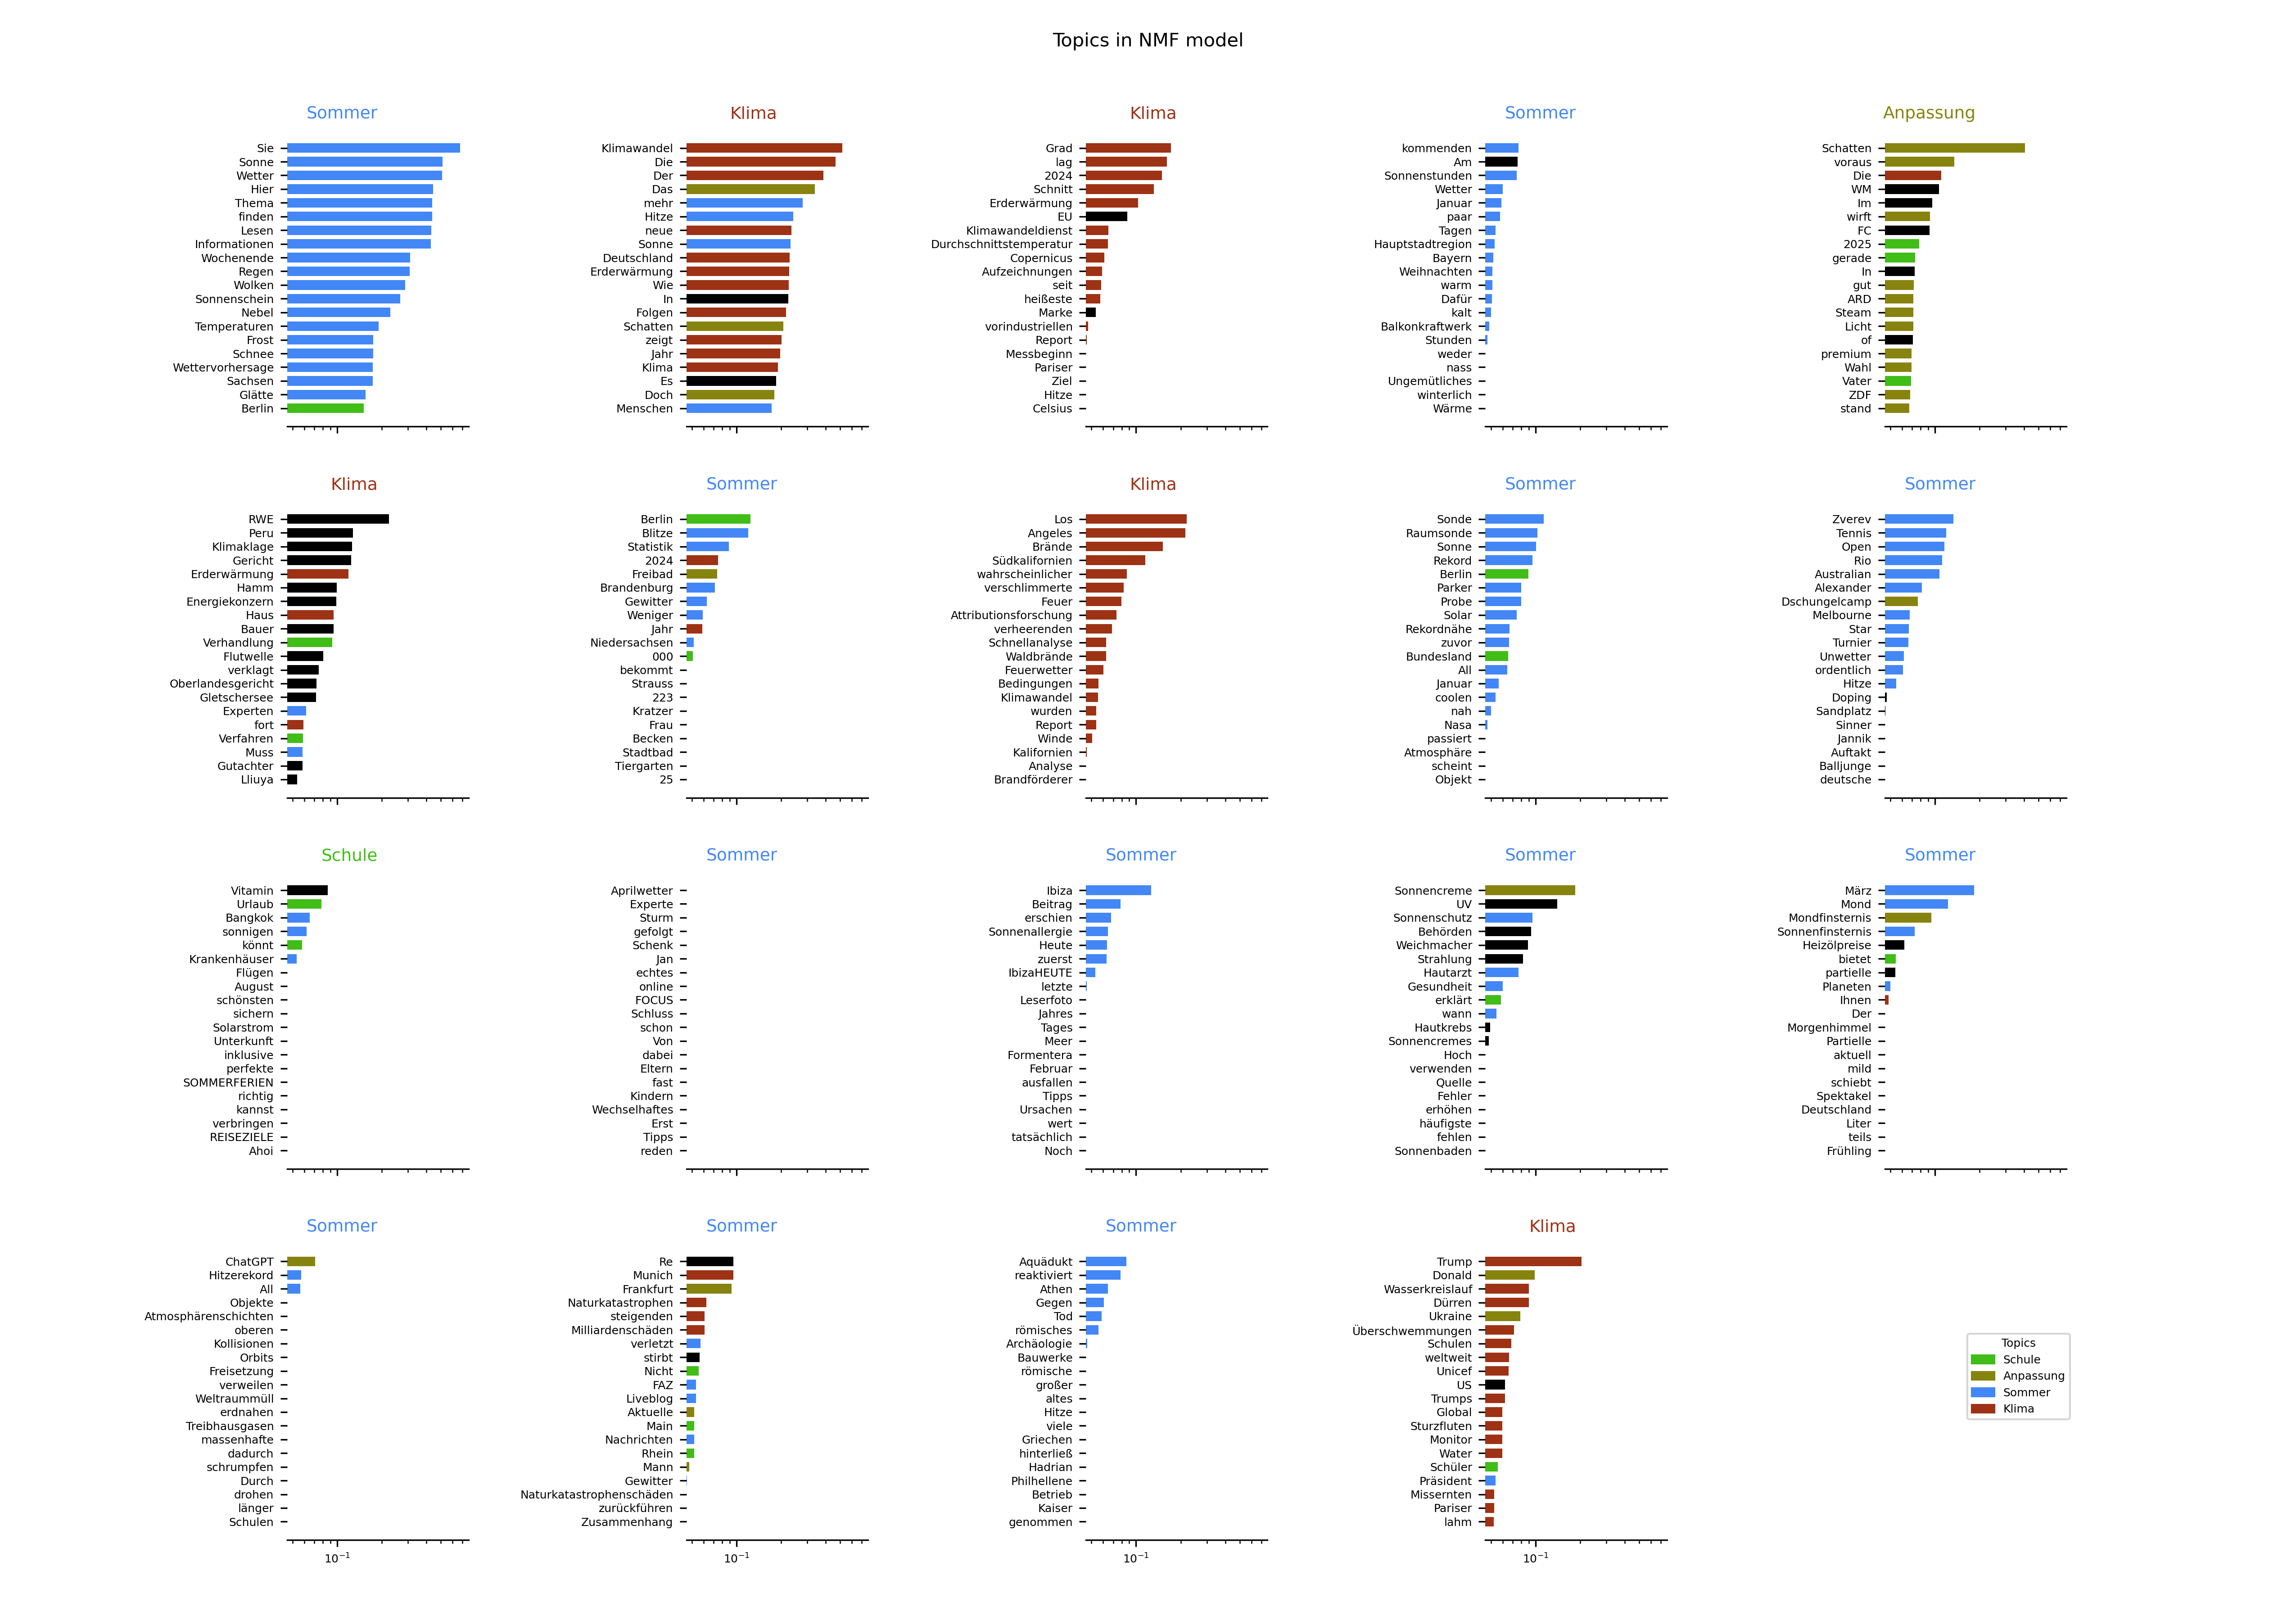 Topics in NMF model
Sommer
Sie
Sonne
Wetter
Hier
Thema
finden
Lesen
Informationen
Wochenende
Regen
Wolken
Sonnenschein
Nebel
Temperaturen
Frost
Schnee
Wettervorhersage
Sachsen
Glätte
Berlin
Klima
Klimawandel
Die
Der
Das
mehr
Hitze
neue
Sonne
Deutschland
Erderwärmung
Wie
In
Folgen
Schatten
zeigt
Jahr
Klima
Es
Doch
Menschen
Klima
Grad
lag
2024
Schnitt
Erderwärmung
EU
Klimawandeldienst
Durchschnittstemperatur
Copernicus
Aufzeichnungen
seit
heißeste
Marke
vorindustriellen
Report
Messbeginn
Pariser
Ziel
Hitze
Celsius
Sommer
kommenden
Am
Sonnenstunden
Wetter
Januar
paar
Tagen
Hauptstadtregion
Bayern
Weihnachten
warm
Dafür
kalt
Balkonkraftwerk
Stunden
weder
nass
Ungemütliches
winterlich
Wärme
Anpassung
Schatten
voraus
Die
WM
Im
wirft
FC
2025
gerade
In
gut
ARD
Steam
Licht
of
premium
Wahl
Vater
ZDF
stand
Klima
RWE
Peru
Klimaklage
Gericht
Erderwärmung
Hamm
Energiekonzern
Haus
Bauer
Verhandlung
Flutwelle
verklagt
Oberlandesgericht
Gletschersee
Experten
fort
Verfahren
Muss
Gutachter
Lliuya
Sommer
Berlin
Blitze
Statistik
2024
Freibad
Brandenburg
Gewitter
Weniger
Jahr
Niedersachsen
000
bekommt
Strauss
223
Kratzer
Frau
Becken
Stadtbad
Tiergarten
25
Klima
Los
Angeles
Brände
Südkalifornien
wahrscheinlicher
verschlimmerte
Feuer
Attributionsforschung
verheerenden
Schnellanalyse
Waldbrände
Feuerwetter
Bedingungen
Klimawandel
wurden
Report
Winde
Kalifornien
Analyse
Brandförderer
Sommer
Sonde
Raumsonde
Sonne
Rekord
Berlin
Parker
Probe
Solar
Rekordnähe
zuvor
Bundesland
All
Januar
coolen
nah
Nasa
passiert
Atmosphäre
scheint
Objekt
Sommer
Zverev
Tennis
Open
Rio
Australian
Alexander
Dschungelcamp
Melbourne
Star
Turnier
Unwetter
ordentlich
Hitze
Doping
Sandplatz
Sinner
Jannik
Auftakt
Balljunge
deutsche
Schule
Vitamin
Urlaub
Bangkok
sonnigen
könnt
Krankenhäuser
Flügen
August
schönsten
sichern
Solarstrom
Unterkunft
inklusive
perfekte
SOMMERFERIEN
richtig
kannst
verbringen
REISEZIELE
Ahoi
Sommer
Aprilwetter
Experte
Sturm
gefolgt
Schenk
Jan
echtes
online
FOCUS
Schluss
schon
Von
dabei
Eltern
fast
Kindern
Wechselhaftes
Erst
Tipps
reden
Sommer
Ibiza
Beitrag
erschien
Sonnenallergie
Heute
zuerst
IbizaHEUTE
letzte
Leserfoto
Jahres
Tages
Meer
Formentera
Februar
ausfallen
Tipps
Ursachen
wert
tatsächlich
Noch
Sommer
Sonnencreme
UV
Sonnenschutz
Behörden
Weichmacher
Strahlung
Hautarzt
Gesundheit
erklärt
wann
Hautkrebs
Sonnencremes
Hoch
verwenden
Quelle
Fehler
erhöhen
häufigste
fehlen
Sonnenbaden
Sommer
März
Mond
Mondfinsternis
Sonnenfinsternis
Heizölpreise
bietet
partielle
Planeten
Ihnen
Der
Morgenhimmel
Partielle
aktuell
mild
schiebt
Spektakel
Deutschland
Liter
teils
Frühling
Sommer
ChatGPT
Hitzerekord
All
Objekte
Atmosphärenschichten
oberen
Kollisionen
Orbits
Freisetzung
verweilen
Weltraummüll
erdnahen
Treibhausgasen
massenhafte
dadurch
schrumpfen
Durch
drohen
länger
Schulen
10⁻¹
Sommer
Re
Munich
Frankfurt
Naturkatastrophen
steigenden
Milliardenschäden
verletzt
stirbt
Nicht
FAZ
Liveblog
Aktuelle
Main
Nachrichten
Rhein
Mann
Gewitter
Naturkatastrophenschäden
zurückführen
Zusammenhang
10⁻¹
Sommer
Aquädukt
reaktiviert
Athen
Gegen
Tod
römisches
Archäologie
Bauwerke
römische
großer
altes
Hitze
viele
Griechen
hinterließ
Hadrian
Philhellene
Betrieb
Kaiser
genommen
10⁻¹
Klima
Trump
Donald
Wasserkreislauf
Dürren
Ukraine
Überschwemmungen
Schulen
weltweit
Unicef
US
Trumps
Global
Sturzfluten
Monitor
Water
Schüler
Präsident
Missernten
Pariser
lahm
10⁻¹
Topics
Schule
Anpassung
Sommer
Klima